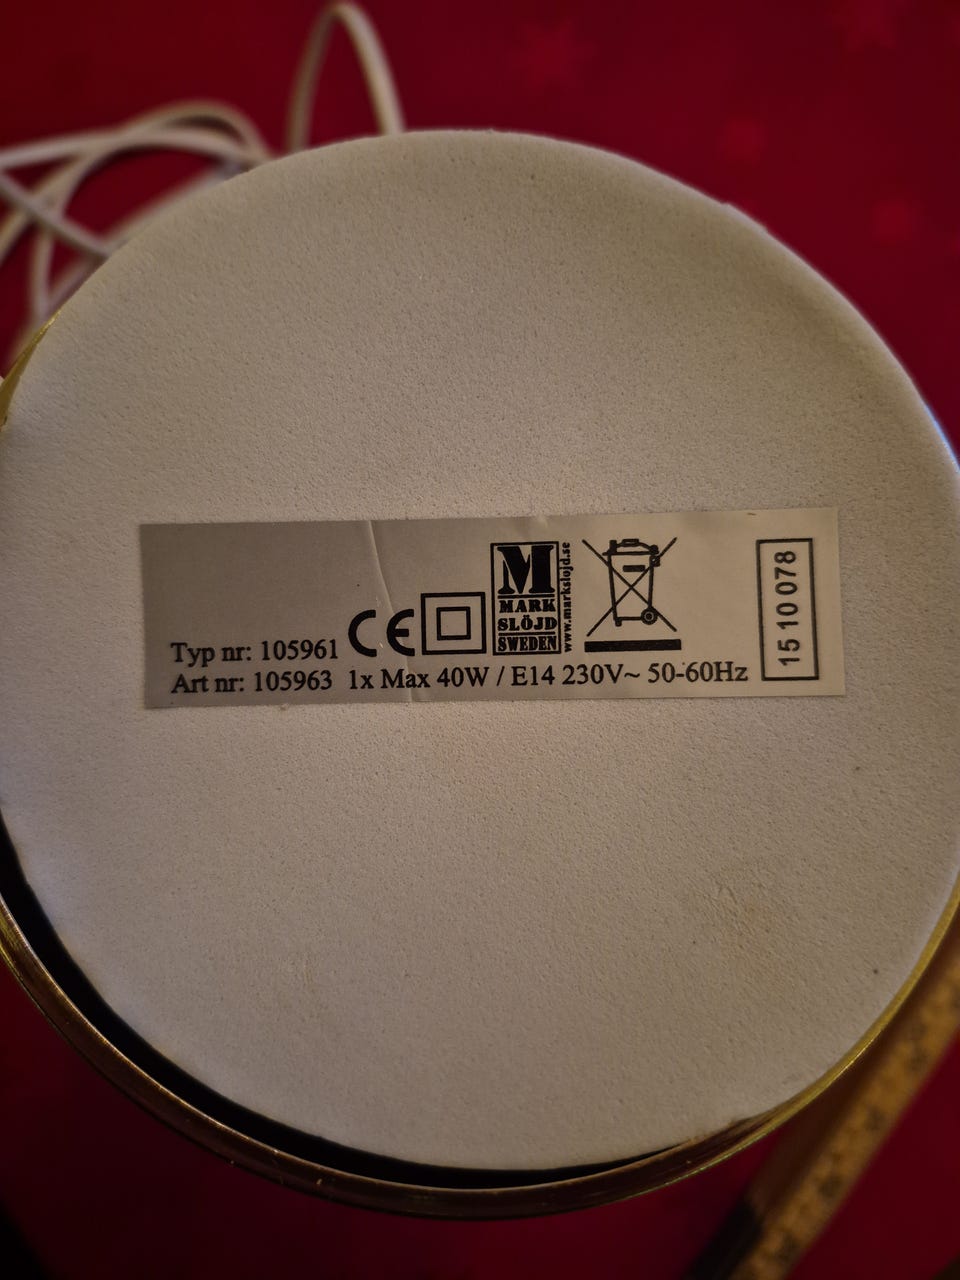 Typ nr: 105961
Art nr: 105963 1x Max 40W / E14 230V~ 50-60Hz
CE
M
MARK
SLÖJD
SWEDEN
www.markslojd.se
1510078